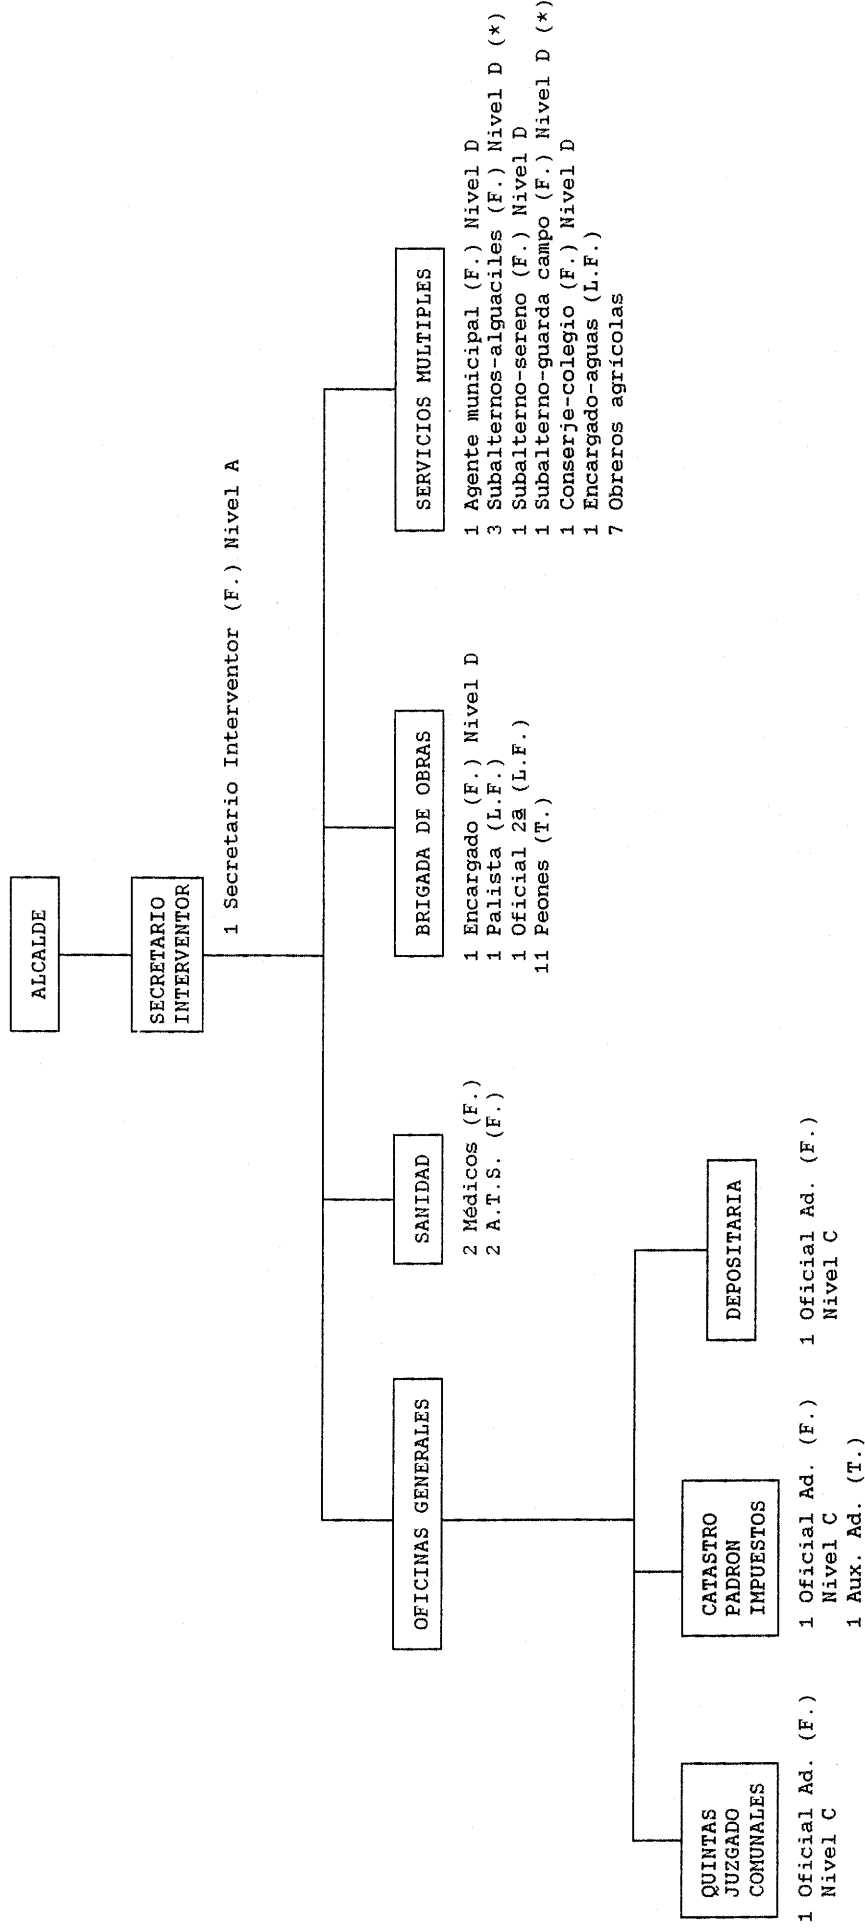 ALCALDE
SECRETARIO
INTERVENTOR
1 Secretario Interventor (F.) Nivel A
OFICINAS GENERALES
SANIDAD
2 Médicos (F.)
2 A.T.S. (F.)
BRIGADA DE OBRAS
1 Encargado (F.) Nivel D
1 Palista (L.F.)
1 Oficial 2ª (L.F.)
11 Peones (T.)
SERVICIOS MULTIPLES
1 Agente municipal (F.) Nivel D
3 Subalternos-alguaciles (F.) Nivel D (*)
1 Subalterno-sereno (F.) Nivel D
1 Subalterno-guarda campo (F.) Nivel D (*)
1 Conserje-colegio (F.) Nivel D
1 Encargado-aguas (L.F.)
7 Obreros agrícolas
QUINTAS
JUZGADO
COMUNALES
1 Oficial Ad. (F.)
Nivel C
CATASTRO
PADRON
IMPUESTOS
1 Oficial Ad. (F.)
Nivel C
1 Aux. Ad. (T.)
DEPOSITARIA
1 Oficial Ad. (F.)
Nivel C